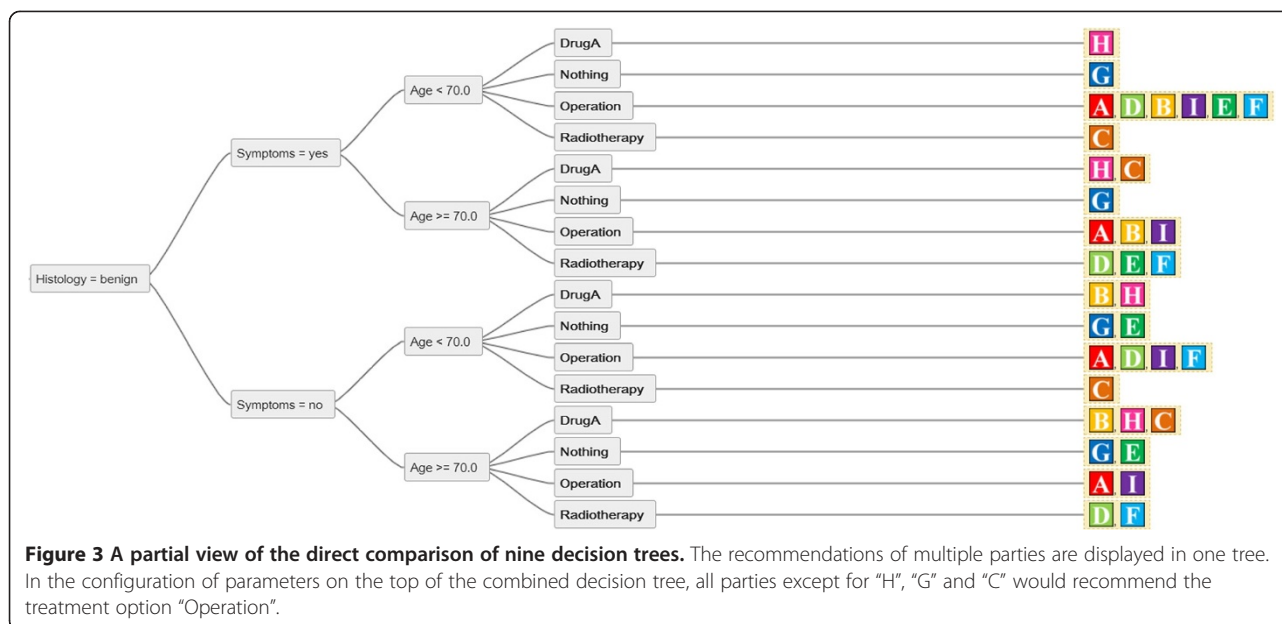 DrugA H
Age < 70.0 Nothing G
Operation A, D, B, I, E, F
Symptoms = yes Radiotherapy C
DrugA H, C
Age >= 70.0 Nothing G
Operation A, B, I
Radiotherapy D, E, F
Histology = benign
DrugA B, H
Age < 70.0 Nothing G, E
Operation A, D, I, F
Symptoms = no Radiotherapy C
DrugA B, H, C
Age >= 70.0 Nothing G, E
Operation A, I
Radiotherapy D, F
Figure 3 A partial view of the direct comparison of nine decision trees. The recommendations of multiple parties are displayed in one tree.
In the configuration of parameters on the top of the combined decision tree, all parties except for “H”, “G” and “C” would recommend the
treatment option “Operation”.